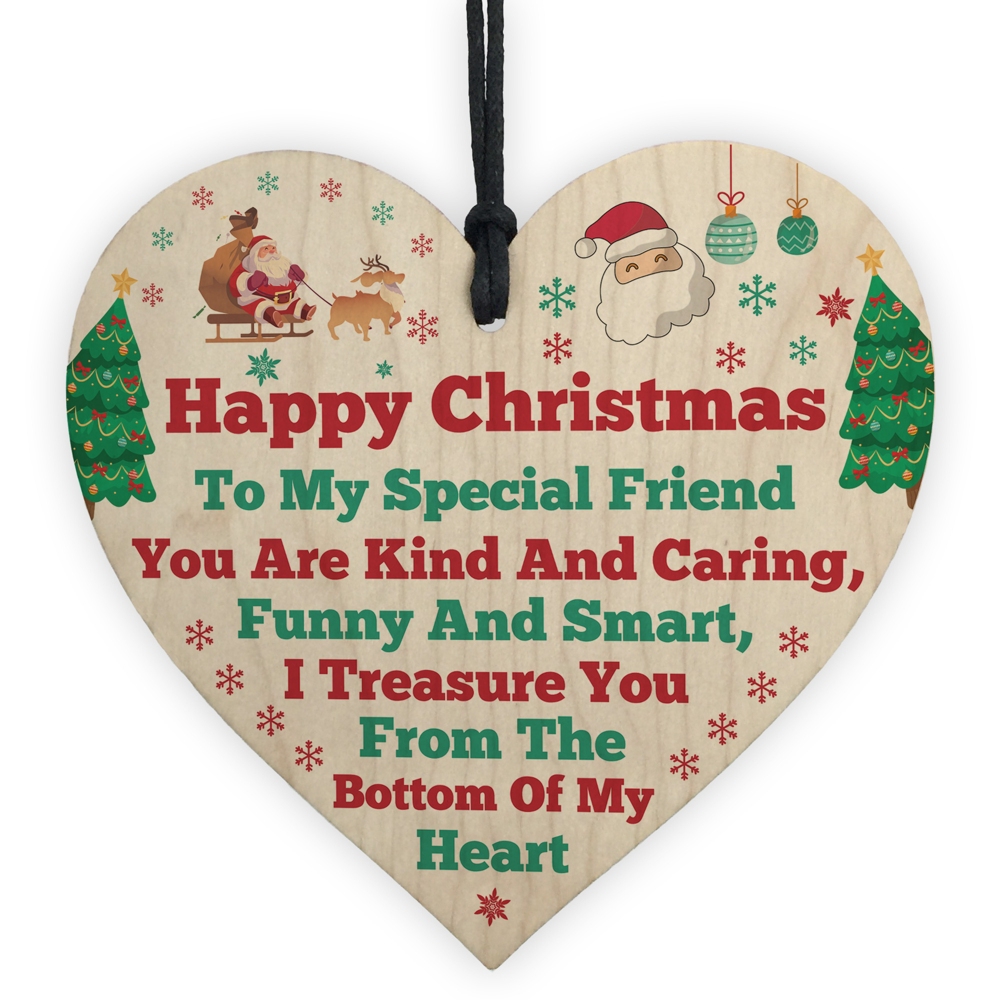 Happy Christmas
To My Special Friend
You Are Kind And Caring,
Funny And Smart,
I Treasure You
From The
Bottom Of My
Heart